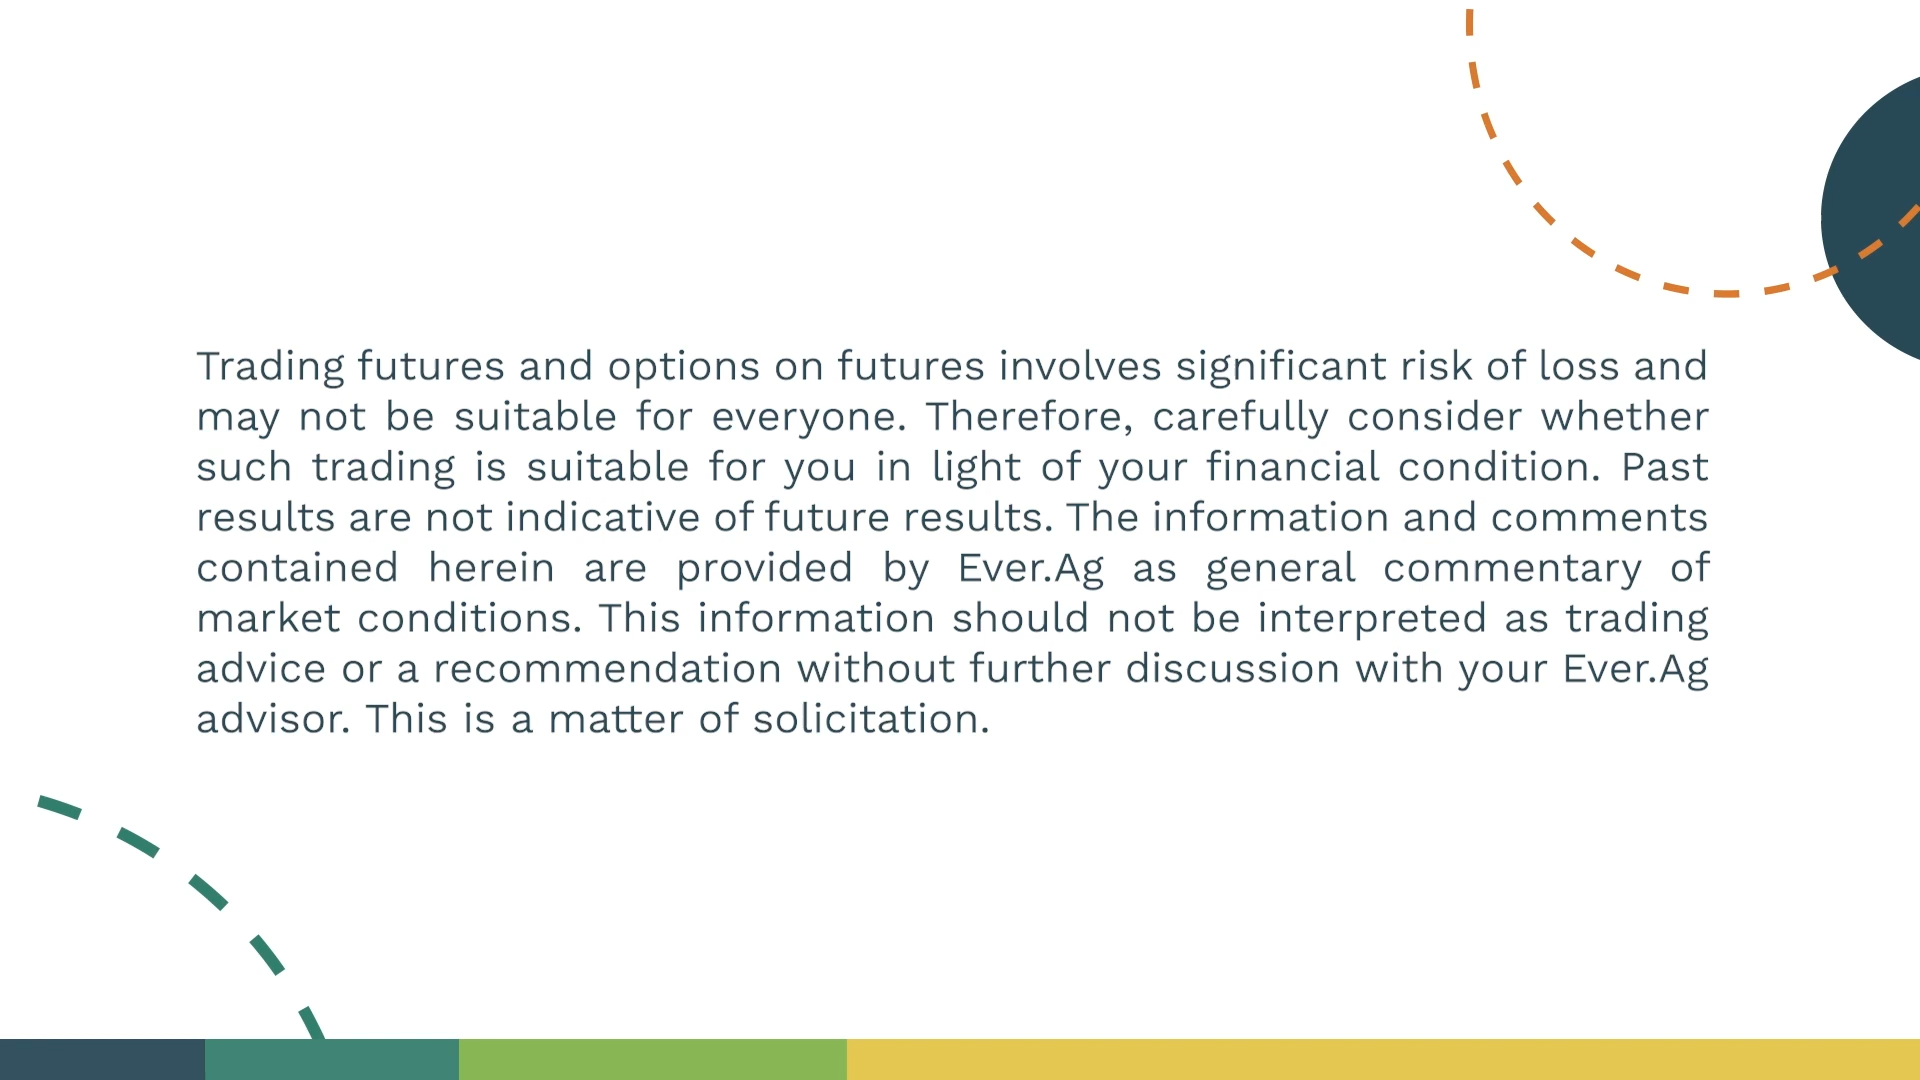 Trading futures and options on futures involves significant risk of loss and
may not be suitable for everyone. Therefore, carefully consider whether
such trading is suitable for you in light of your financial condition. Past
results are not indicative of future results. The information and comments
contained herein are provided by Ever.Ag as general commentary of
market conditions. This information should not be interpreted as trading
advice or a recommendation without further discussion with your Ever.Ag
advisor. This is a matter of solicitation.